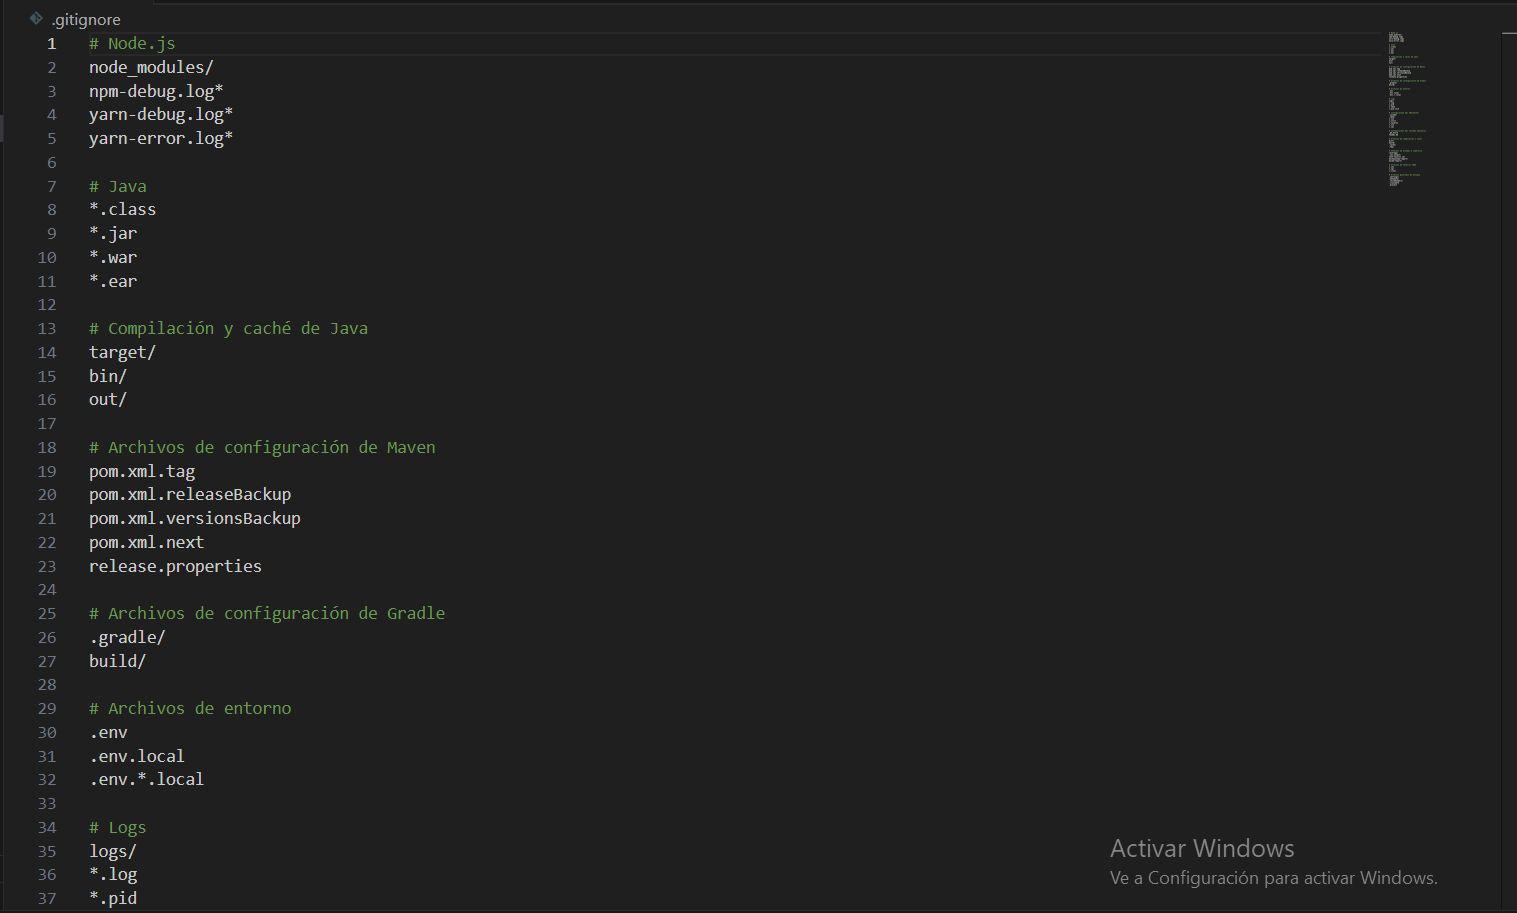 .gitignore
1 # Node.js
2 node_modules/
3 npm-debug.log*
4 yarn-debug.log*
5 yarn-error.log*
6
7 # Java
8 *.class
9 *.jar
10 *.war
11 *.ear
12
13 # Compilación y caché de Java
14 target/
15 bin/
16 out/
17
18 # Archivos de configuración de Maven
19 pom.xml.tag
20 pom.xml.releaseBackup
21 pom.xml.versionsBackup
22 pom.xml.next
23 release.properties
24
25 # Archivos de configuración de Gradle
26 .gradle/
27 build/
28
29 # Archivos de entorno
30 .env
31 .env.local
32 .env.*.local
33
34 # Logs
35 logs/
36 *.log
37 *.pid
Activar Windows
Ve a Configuración para activar Windows.